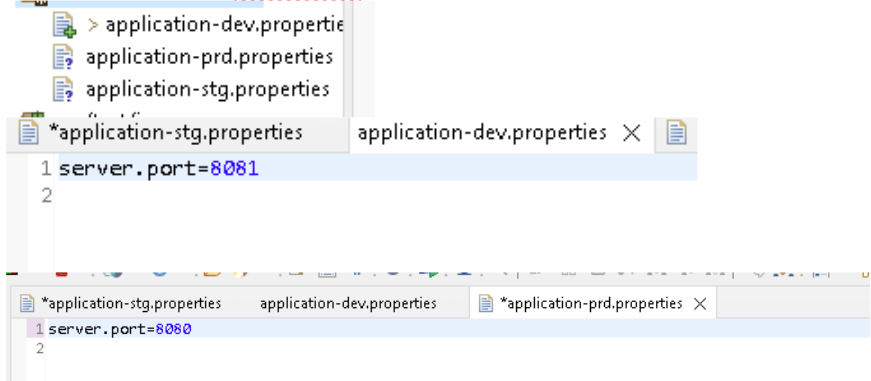 > application-dev.propertie
application-prd.properties
application-stg.properties
*application-stg.properties application-dev.properties
1 server.port=8081
2
*application-stg.properties application-dev.properties *application-prd.properties
1 server.port=8080
2